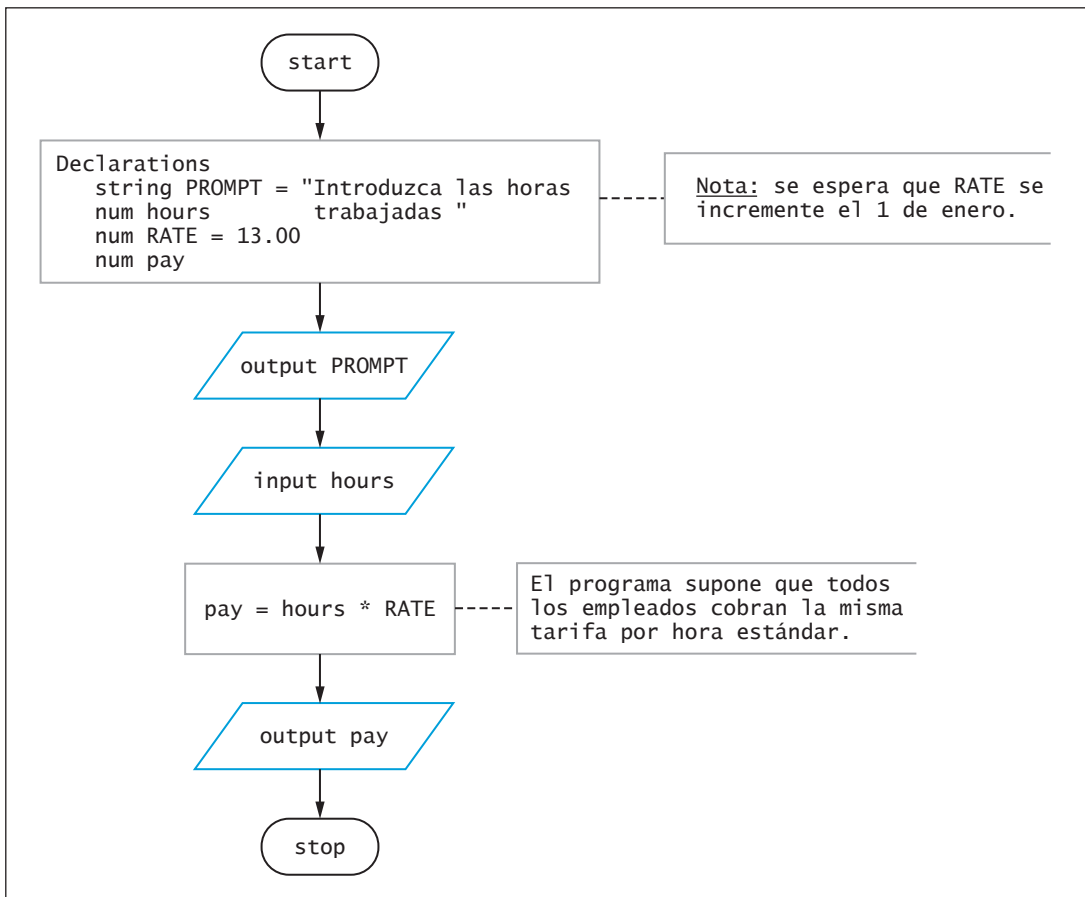 start
Declarations
string PROMPT = "Introduzca las horas
num hours trabajadas "
num RATE = 13.00
num pay
Nota: se espera que RATE se
incremente el 1 de enero.
output PROMPT
input hours
pay = hours * RATE
El programa supone que todos
los empleados cobran la misma
tarifa por hora estándar.
output pay
stop